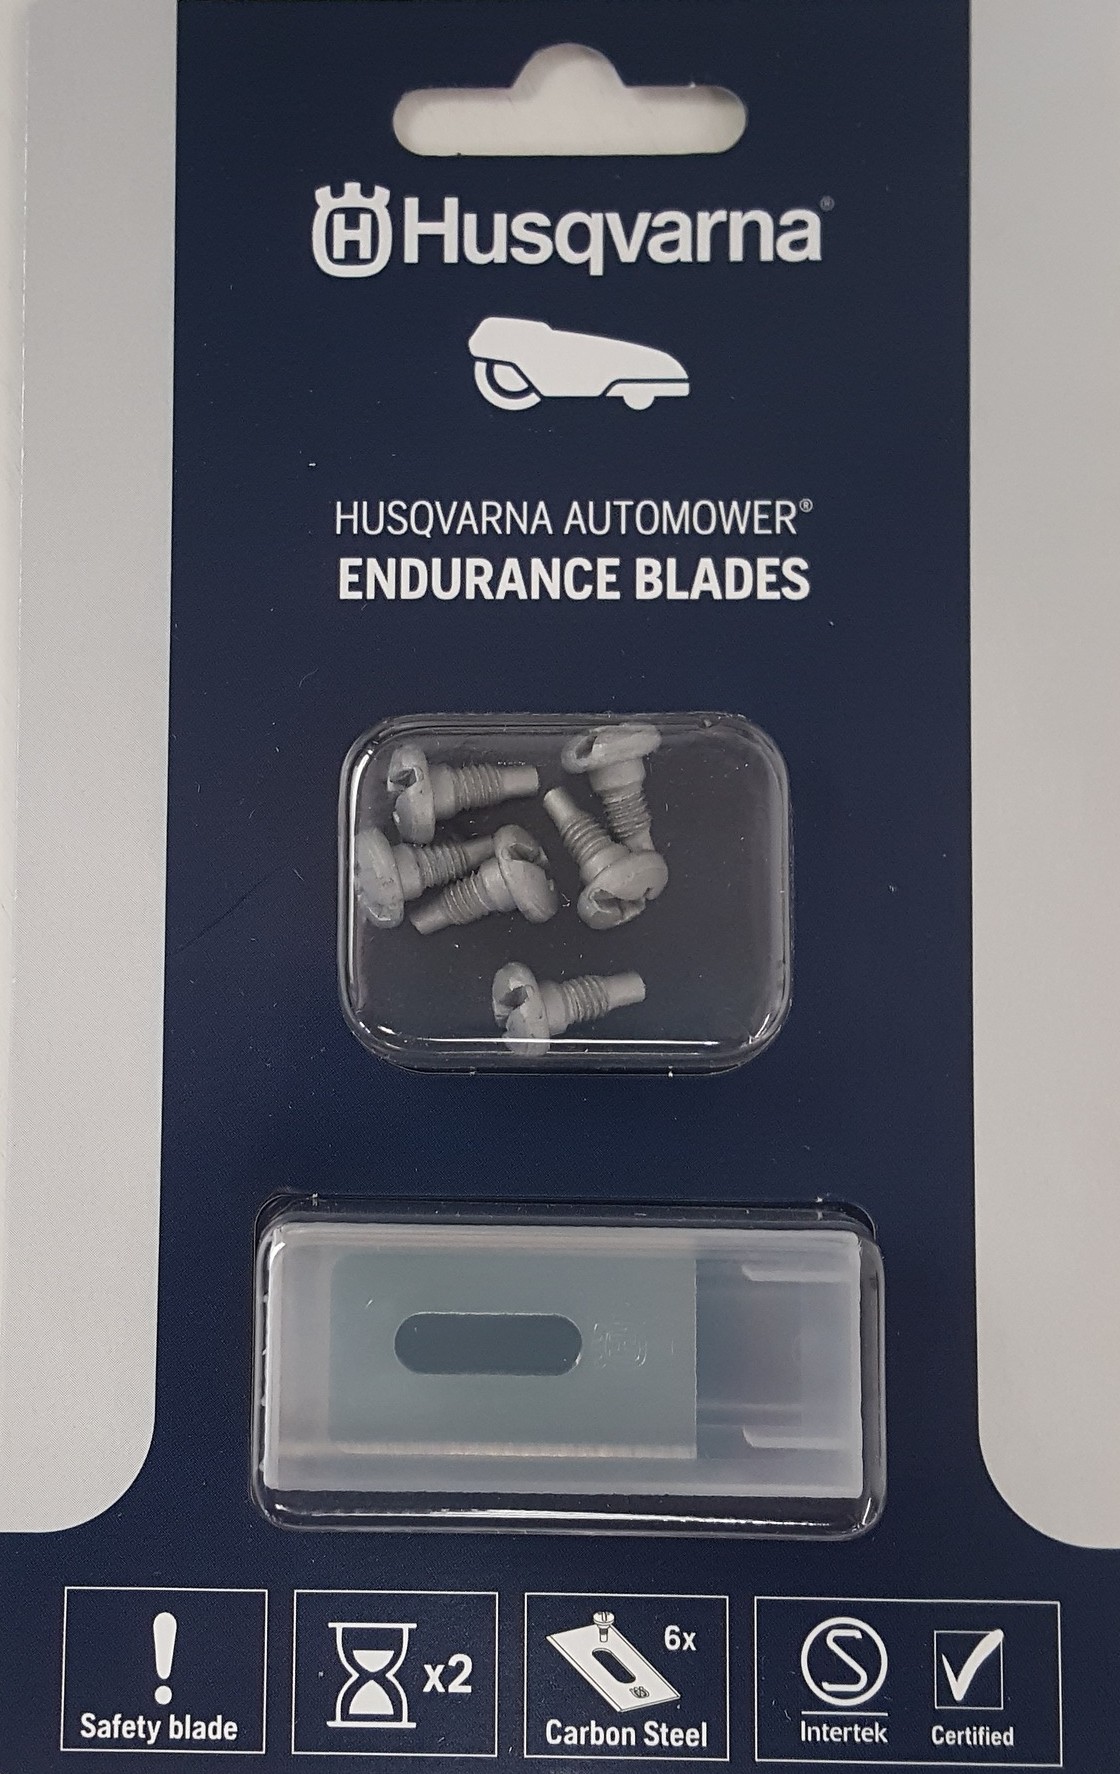 Husqvarna®
HUSQVARNA AUTOMOWER®
ENDURANCE BLADES
Safety blade
x2
6x
Carbon Steel
Intertek
Certified